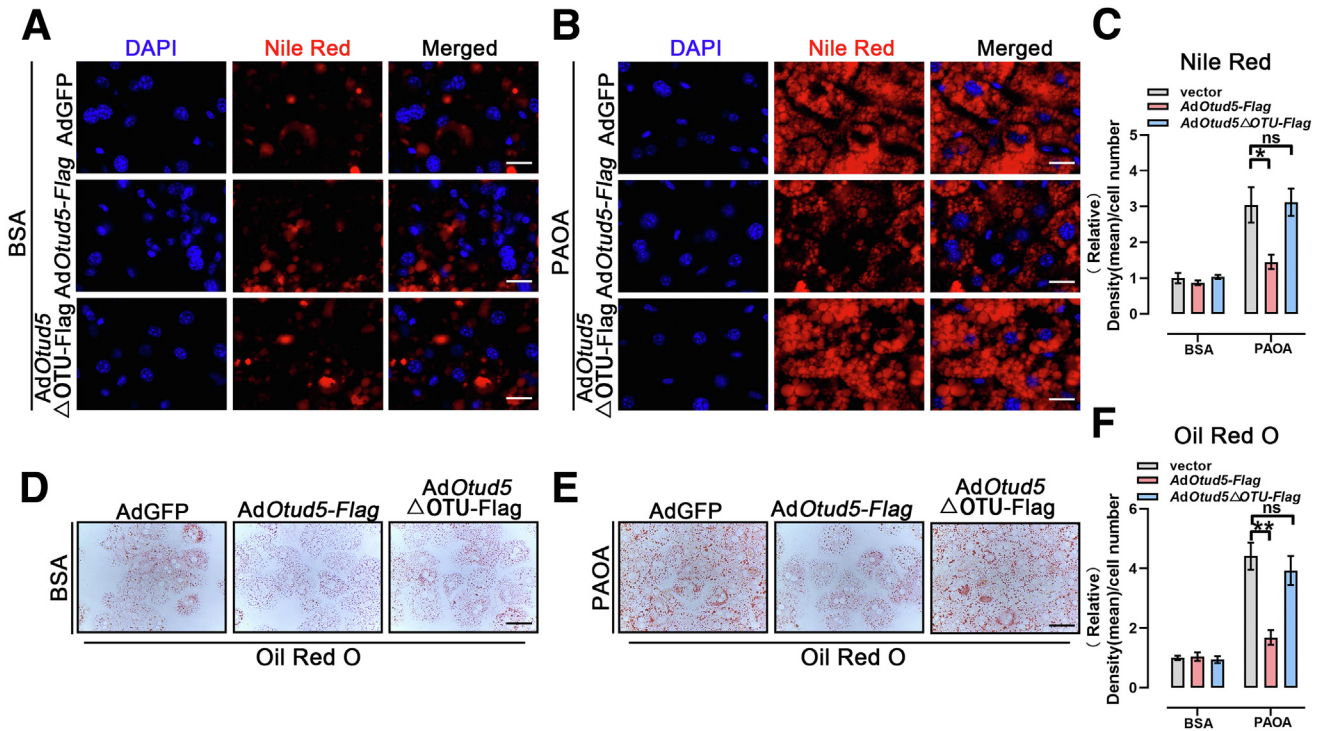 A
DAPI
Nile Red
Merged
BSA
AdGFP
AdOtud5-Flag
AdOtud5
△OTU-Flag
B
DAPI
Nile Red
Merged
PAOA
AdGFP
AdOtud5-Flag
AdOtud5
△OTU-Flag
C
Nile Red
vector
AdOtud5-Flag
AdOtud5△OTU-Flag
( Relative)
Density(mean)/cell number
5
4
3
2
1
0
ns
*
BSA
PAOA
D
AdGFP
AdOtud5-Flag
AdOtud5
△OTU-Flag
BSA
Oil Red O
E
AdGFP
AdOtud5-Flag
AdOtud5
△OTU-Flag
PAOA
Oil Red O
F
Oil Red O
vector
AdOtud5-Flag
AdOtud5△OTU-Flag
( Relative)
Density(mean)/cell number
6
4
2
0
ns
**
BSA
PAOA